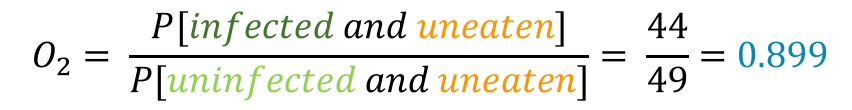 O₂ = P[infected and uneaten] / P[uninfected and uneaten] = 44 / 49 = 0.899